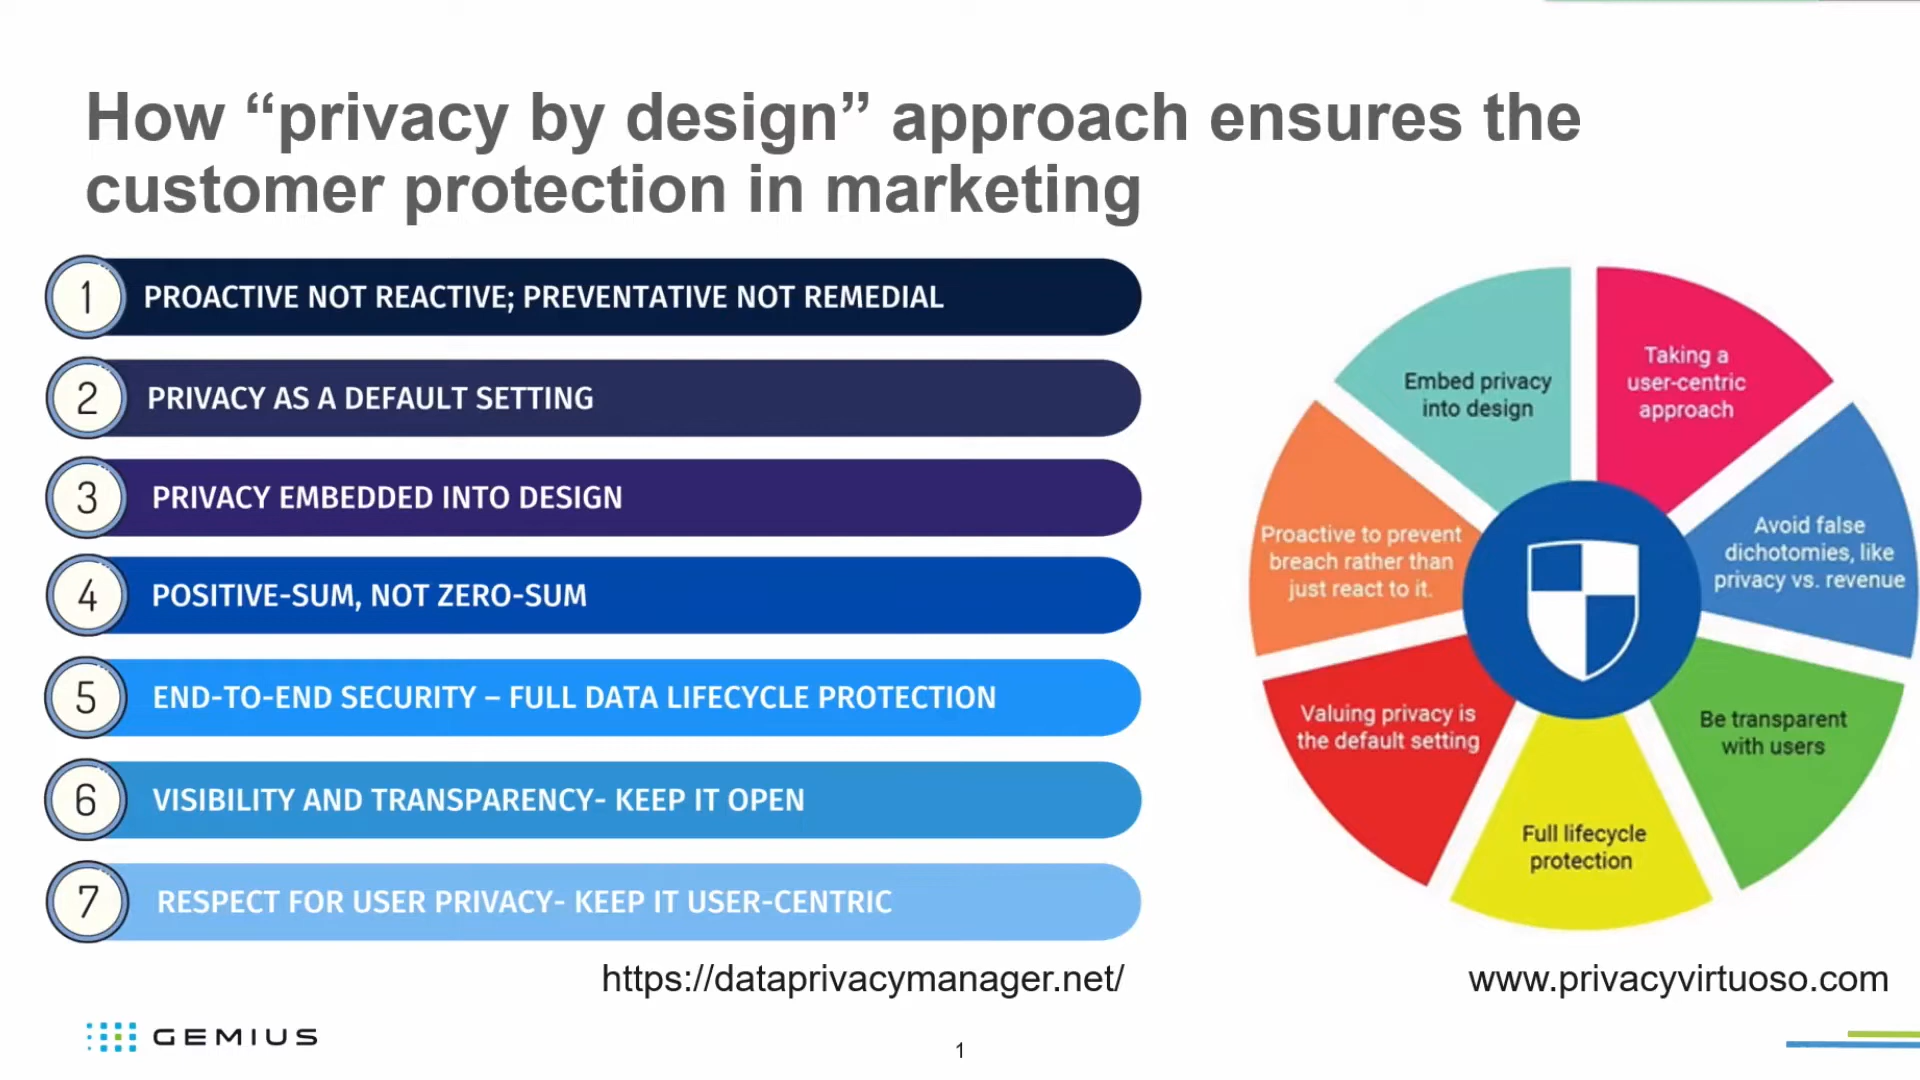 How “privacy by design” approach ensures the
customer protection in marketing
1
PROACTIVE NOT REACTIVE; PREVENTATIVE NOT REMEDIAL
2
PRIVACY AS A DEFAULT SETTING
3
PRIVACY EMBEDDED INTO DESIGN
4
POSITIVE-SUM, NOT ZERO-SUM
5
END-TO-END SECURITY – FULL DATA LIFECYCLE PROTECTION
6
VISIBILITY AND TRANSPARENCY- KEEP IT OPEN
7
RESPECT FOR USER PRIVACY- KEEP IT USER-CENTRIC
https://dataprivacymanager.net/
Embed privacy
into design
Taking a
user-centric
approach
Avoid false
dichotomies, like
privacy vs. revenue
Be transparent
with users
Full lifecycle
protection
Valuing privacy is
the default setting
Proactive to prevent
breach rather than
just react to it.
www.privacyvirtuoso.com
GEMIUS
1